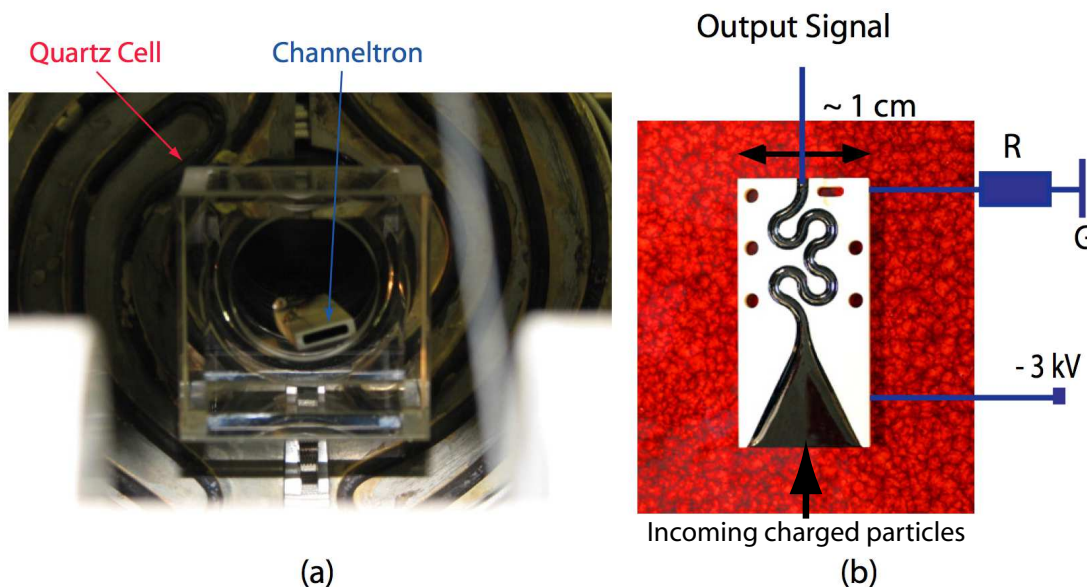 Output Signal
Quartz Cell
Channeltron
~ 1 cm
R
G
- 3 kV
Incoming charged particles
(a)
(b)